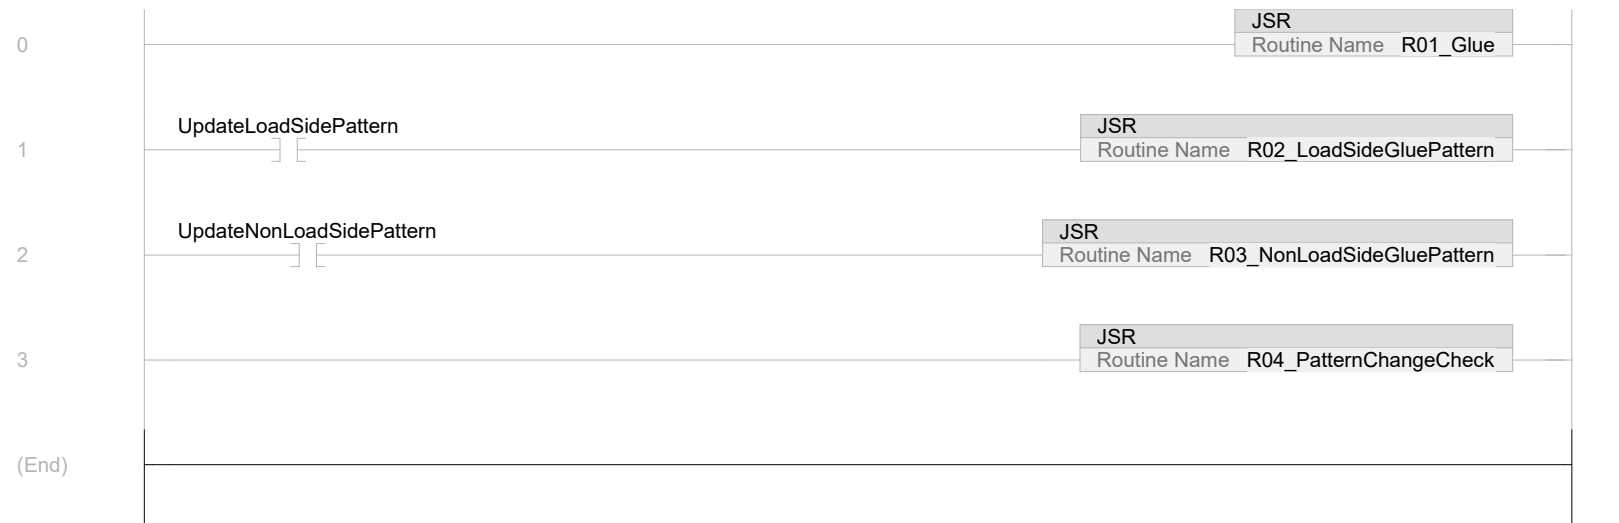 JSR
0 Routine Name R01_Glue
UpdateLoadSidePattern JSR
1 Routine Name R02_LoadSideGluePattern
UpdateNonLoadSidePattern JSR
2 Routine Name R03_NonLoadSideGluePattern
JSR
3 Routine Name R04_PatternChangeCheck
(End)